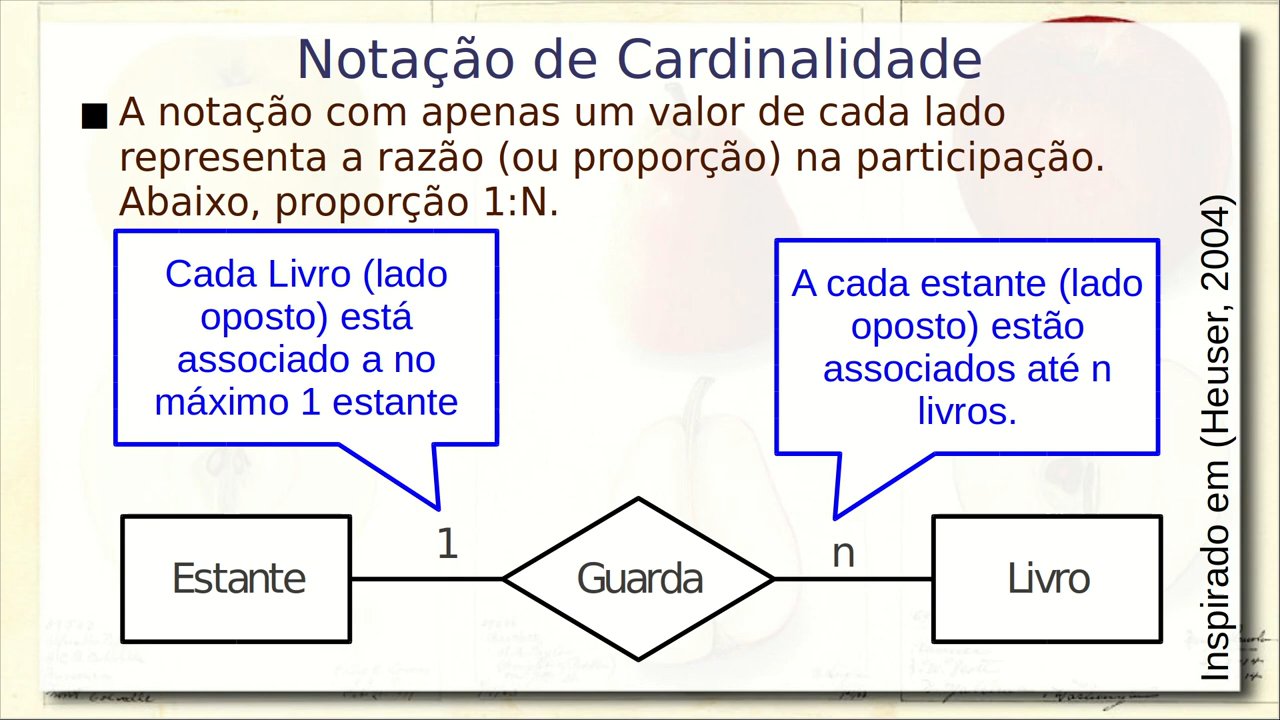 Notação de Cardinalidade
A notação com apenas um valor de cada lado
representa a razão (ou proporção) na participação.
Abaixo, proporção 1:N.
Cada Livro (lado
oposto) está
associado a no
máximo 1 estante
A cada estante (lado
oposto) estão
associados até n
livros.
Estante
1
Guarda
n
Livro
Inspirado em (Heuser, 2004)